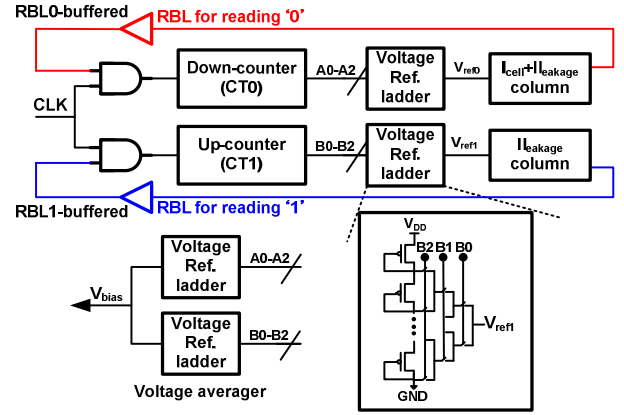 RBL0-buffered
RBL for reading '0'
Down-counter
(CT0)
A0-A2
Voltage
Ref.
ladder
Vref0
Icell+Ileakage
column
CLK
Up-counter
(CT1)
B0-B2
Voltage
Ref.
ladder
Vref1
Ileakage
column
RBL1-buffered
RBL for reading '1'
Vbias
Voltage
Ref.
ladder
A0-A2
Voltage
Ref.
ladder
B0-B2
Voltage averager
VDD
B2 B1 B0
Vref1
GND